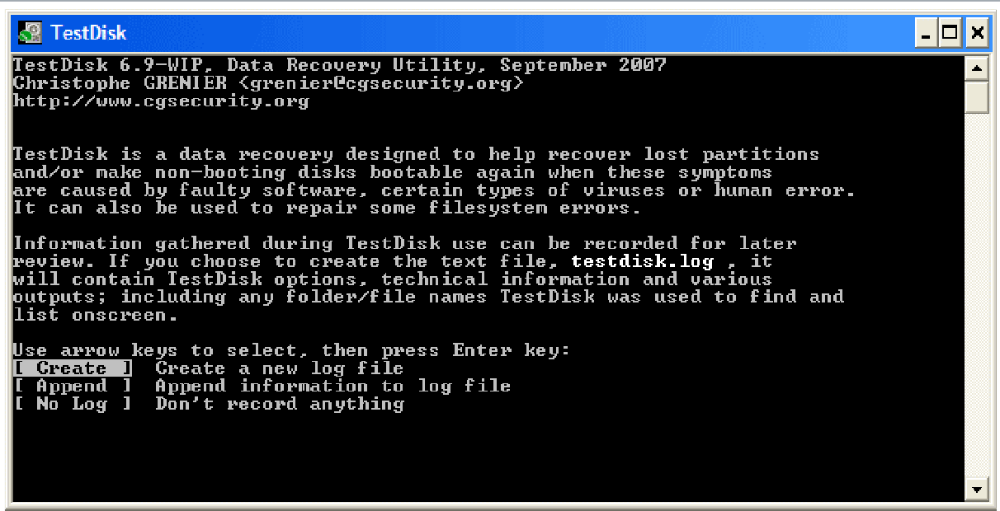 TestDisk
TestDisk 6.9-WIP, Data Recovery Utility, September 2007
Christophe GRENIER <grenier@cgsecurity.org>
http://www.cgsecurity.org
TestDisk is a data recovery designed to help recover lost partitions
and/or make non-booting disks bootable again when these symptoms
are caused by faulty software, certain types of viruses or human error.
It can also be used to repair some filesystem errors.
Information gathered during TestDisk use can be recorded for later
review. If you choose to create the text file, testdisk.log , it
will contain TestDisk options, technical information and various
outputs; including any folder/file names TestDisk was used to find and
list onscreen.
Use arrow keys to select, then press Enter key:
[ Create ]  Create a new log file
[ Append ]  Append information to log file
[ No Log ]  Don't record anything